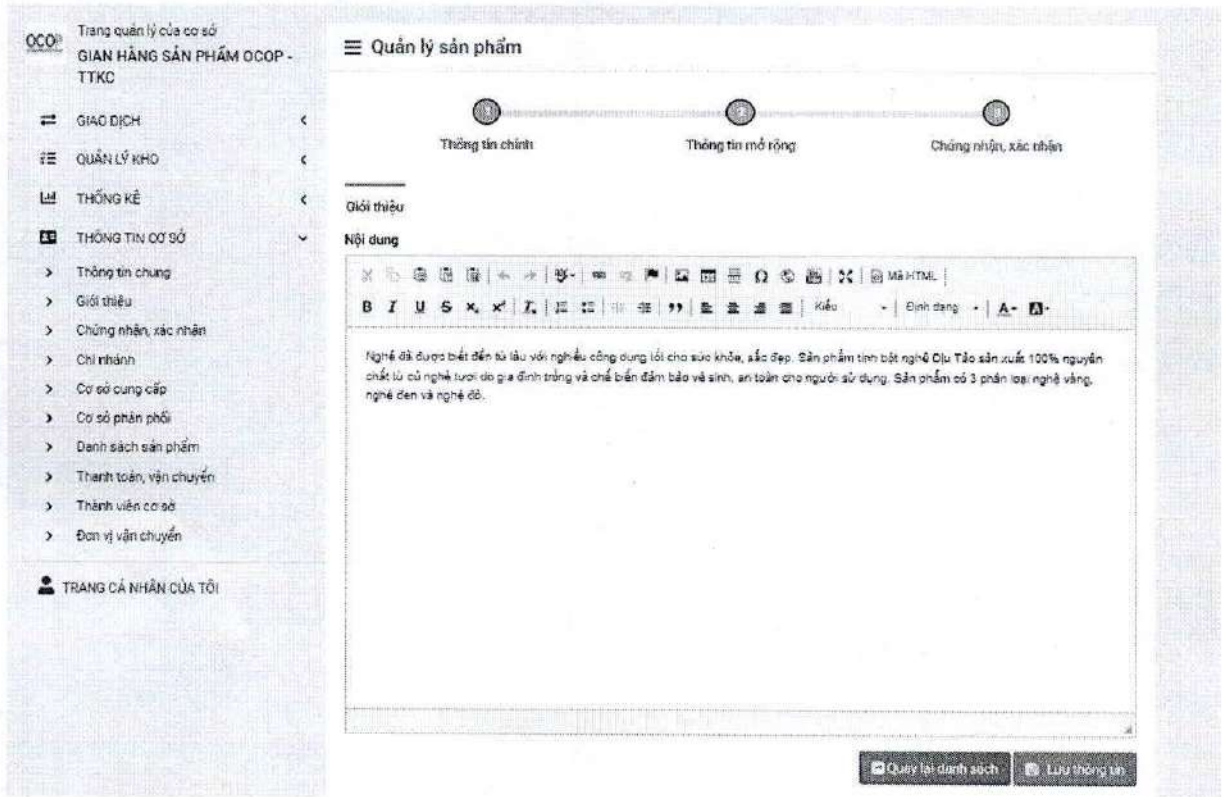 OCOP
Trang quản lý của cơ sở
GIAN HÀNG SẢN PHẨM OCOP -
TTKC
GIAO DỊCH
QUẢN LÝ KHO
THỐNG KÊ
THÔNG TIN CƠ SỞ
Thông tin chung
Giới thiệu
Chứng nhận, xác nhận
Chi nhánh
Cơ sở cung cấp
Cơ sở phân phối
Danh sách sản phẩm
Thanh toán, vận chuyển
Thành viên cơ sở
Đơn vị vận chuyển
TRANG CÁ NHÂN CỦA TÔI
Quản lý sản phẩm
1 2 3
Thông tin chính Thông tin mở rộng Chứng nhận, xác nhận
Giới thiệu
Nội dung
Mã HTML
B I U S Kiểu Định dạng A A
Nghệ đã được biết đến từ lâu với nghiều công dụng lối cho sức khỏe, sắc đẹp. Sản phẩm tinh bột nghệ Dịu Tảo sản xuất 100% nguyên
chất từ củ nghệ tươi do gia đình trồng và chế biến đảm bảo vệ sinh, an toàn cho người sử dụng. Sản phẩm có 3 phân loại nghệ vàng,
nghệ đen và nghệ đỏ.
Quay lại danh sách Lưu thông tin